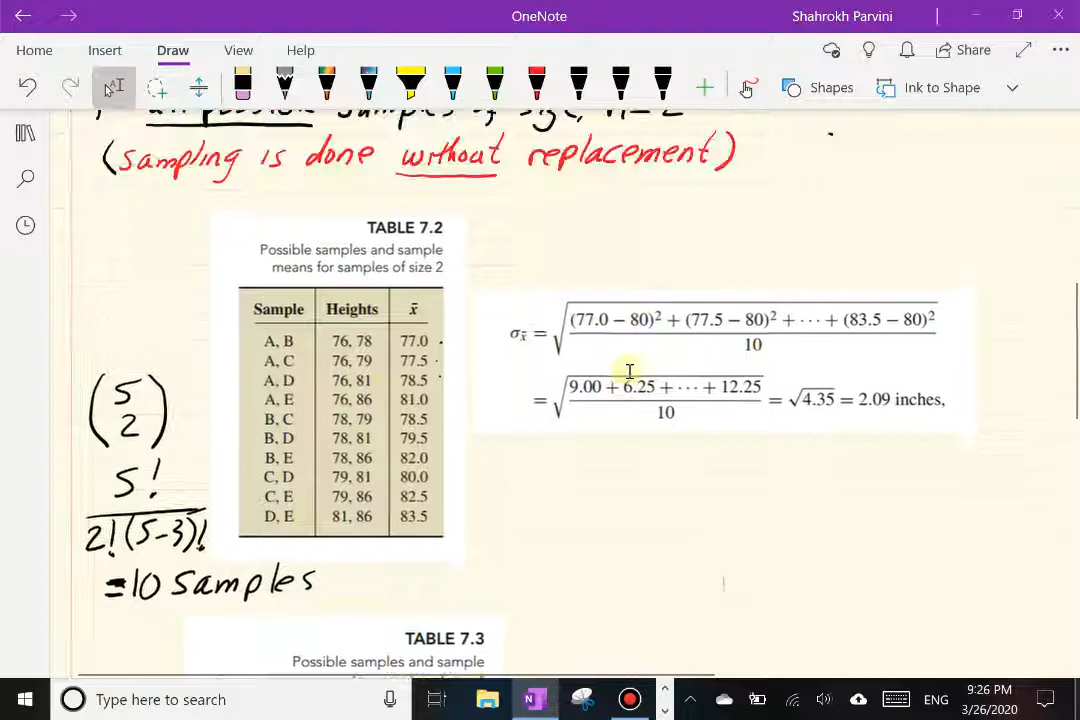 OneNote
Shahrokh Parvini
Home Insert Draw View Help
Share
Shapes
Ink to Shape
all possible samples of size, n=2
(sampling is done without replacement)
TABLE 7.2
Possible samples and sample
means for samples of size 2
Sample Heights x̄
A, B 76, 78 77.0
A, C 76, 79 77.5
A, D 76, 81 78.5
A, E 76, 86 81.0
B, C 78, 79 78.5
B, D 78, 81 79.5
B, E 78, 86 82.0
C, D 79, 81 80.0
C, E 79, 86 82.5
D, E 81, 86 83.5
σx̄ = √((77.0 − 80)² + (77.5 − 80)² + ··· + (83.5 − 80)² / 10)
= √(9.00 + 6.25 + ··· + 12.25 / 10) = √4.35 = 2.09 inches,
(5
2)
5!
2!(5-3)!
=10 Samples
TABLE 7.3
Possible samples and sample
Type here to search
ENG
9:26 PM
3/26/2020